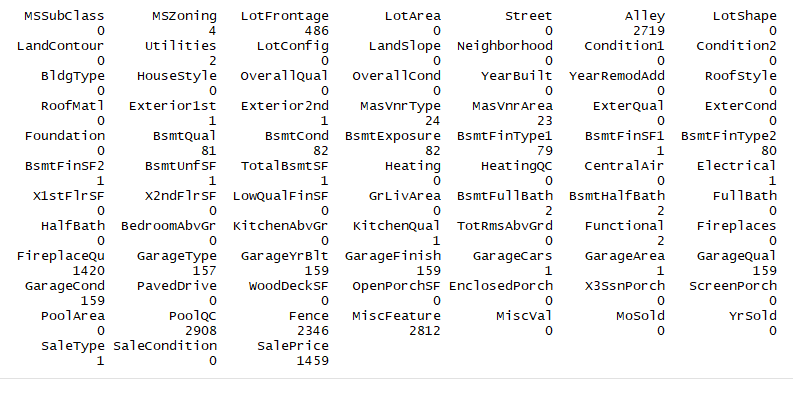 MSSubClass MSZoning LotFrontage LotArea Street Alley LotShape
0 4 486 0 0 2719 0
LandContour Utilities LotConfig LandSlope Neighborhood Condition1 Condition2
0 2 0 0 0 0 0
BldgType HouseStyle OverallQual OverallCond YearBuilt YearRemodAdd RoofStyle
0 0 0 0 0 0 0
RoofMatl Exterior1st Exterior2nd MasVnrType MasVnrArea ExterQual ExterCond
0 1 1 24 23 0 0
Foundation BsmtQual BsmtCond BsmtExposure BsmtFinType1 BsmtFinSF1 BsmtFinType2
0 81 82 82 79 1 80
BsmtFinSF2 BsmtUnfSF TotalBsmtSF Heating HeatingQC CentralAir Electrical
1 1 1 0 0 0 1
X1stFlrSF X2ndFlrSF LowQualFinSF GrLivArea BsmtFullBath BsmtHalfBath FullBath
0 0 0 0 2 2 0
HalfBath BedroomAbvGr KitchenAbvGr KitchenQual TotRmsAbvGrd Functional Fireplaces
0 0 0 1 0 2 0
FireplaceQu GarageType GarageYrBlt GarageFinish GarageCars GarageArea GarageQual
1420 157 159 159 1 1 159
GarageCond PavedDrive WoodDeckSF OpenPorchSF EnclosedPorch X3SsnPorch ScreenPorch
159 0 0 0 0 0 0
PoolArea PoolQC Fence MiscFeature MiscVal MoSold YrSold
0 2908 2346 2812 0 0 0
SaleType SaleCondition SalePrice
1 0 1459